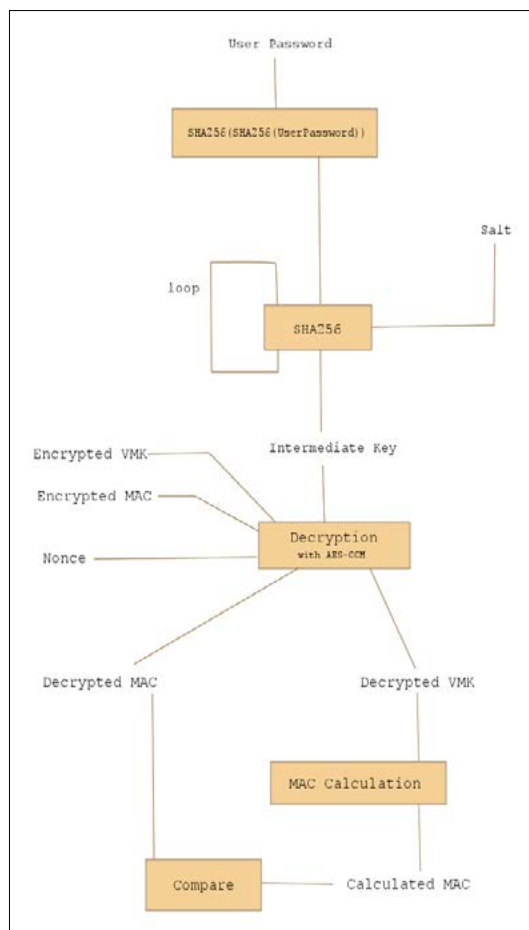 User Password
SHA256(SHA256(UserPassword))
Salt
loop
SHA256
Intermediate Key
Encrypted VMK
Encrypted MAC
Decryption
with AES-CCM
Nonce
Decrypted MAC
Decrypted VMK
MAC Calculation
Compare
Calculated MAC